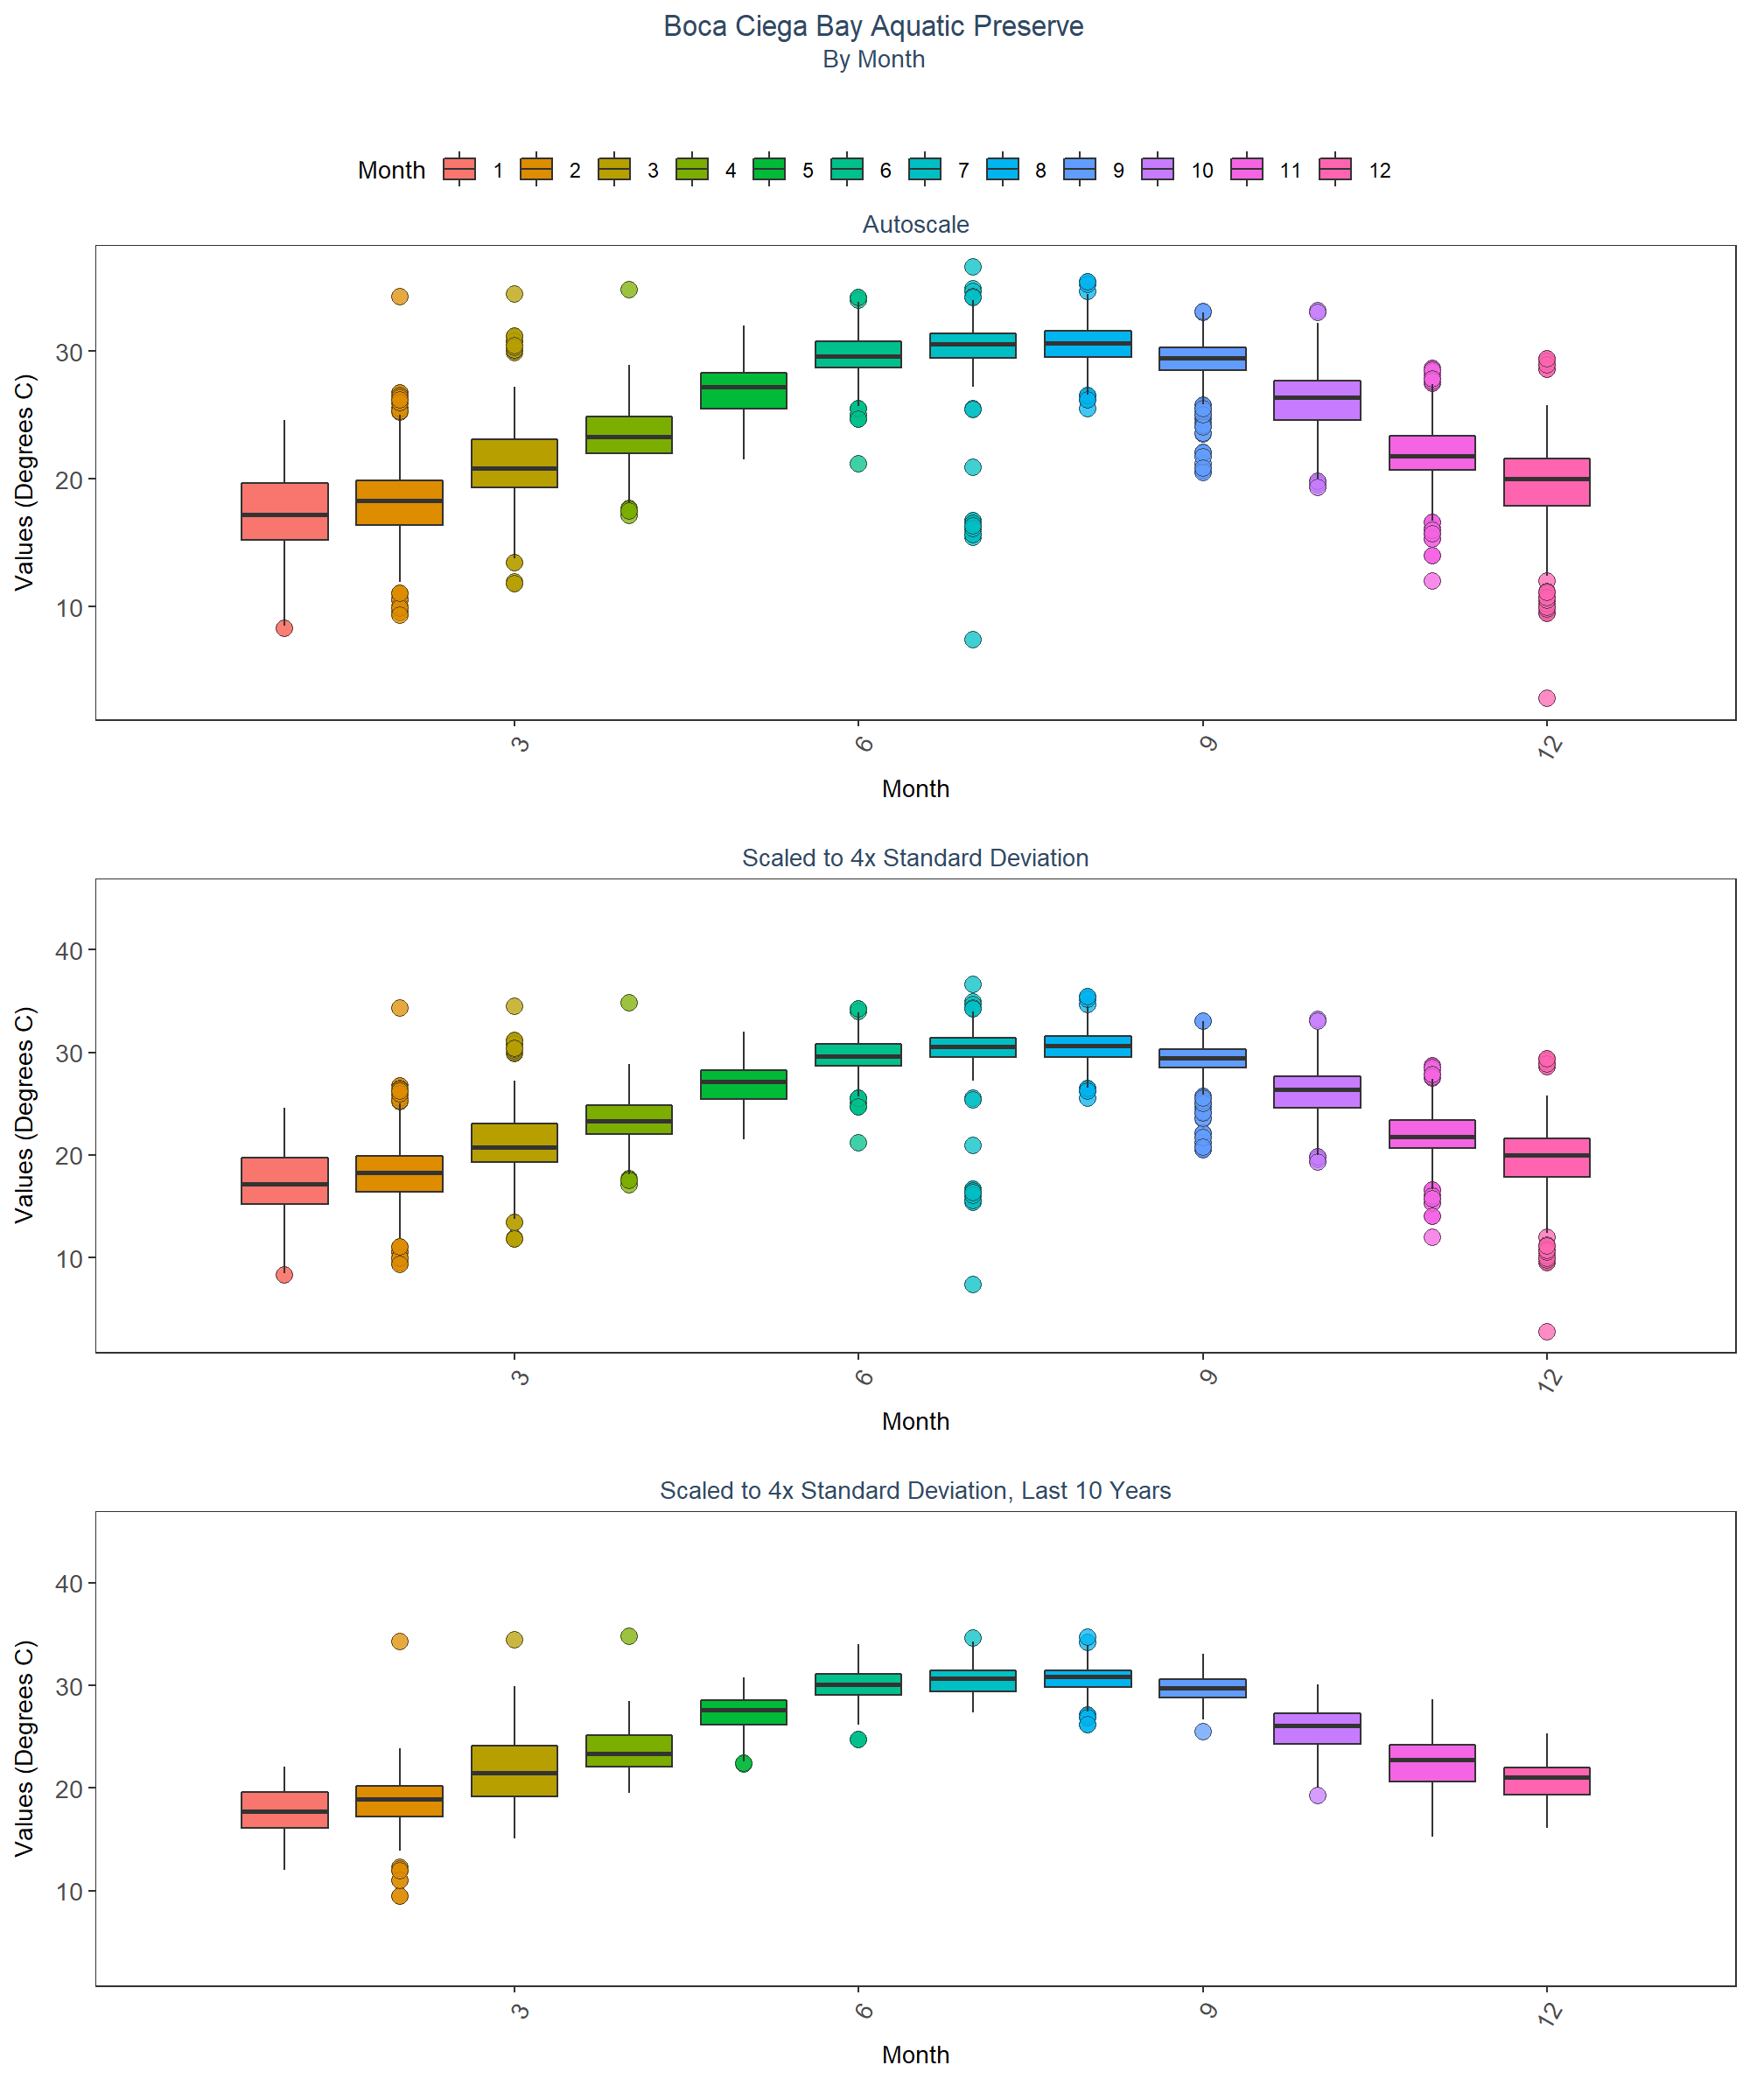 Boca Ciega Bay Aquatic Preserve
By Month
Month 1 2 3 4 5 6 7 8 9 10 11 12
Autoscale
Values (Degrees C)
30
20
10
3 6 9 12
Month
Scaled to 4x Standard Deviation
Values (Degrees C)
40
30
20
10
3 6 9 12
Month
Scaled to 4x Standard Deviation, Last 10 Years
Values (Degrees C)
40
30
20
10
3 6 9 12
Month